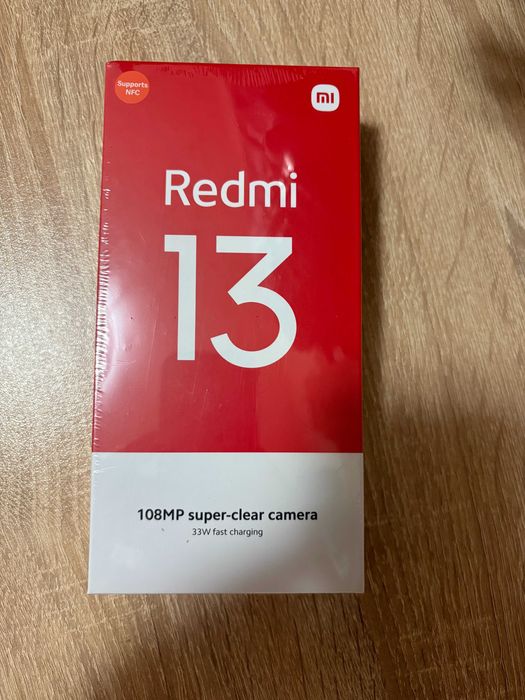 Supports
NFC
mi
Redmi
13
108MP super-clear camera
33W fast charging